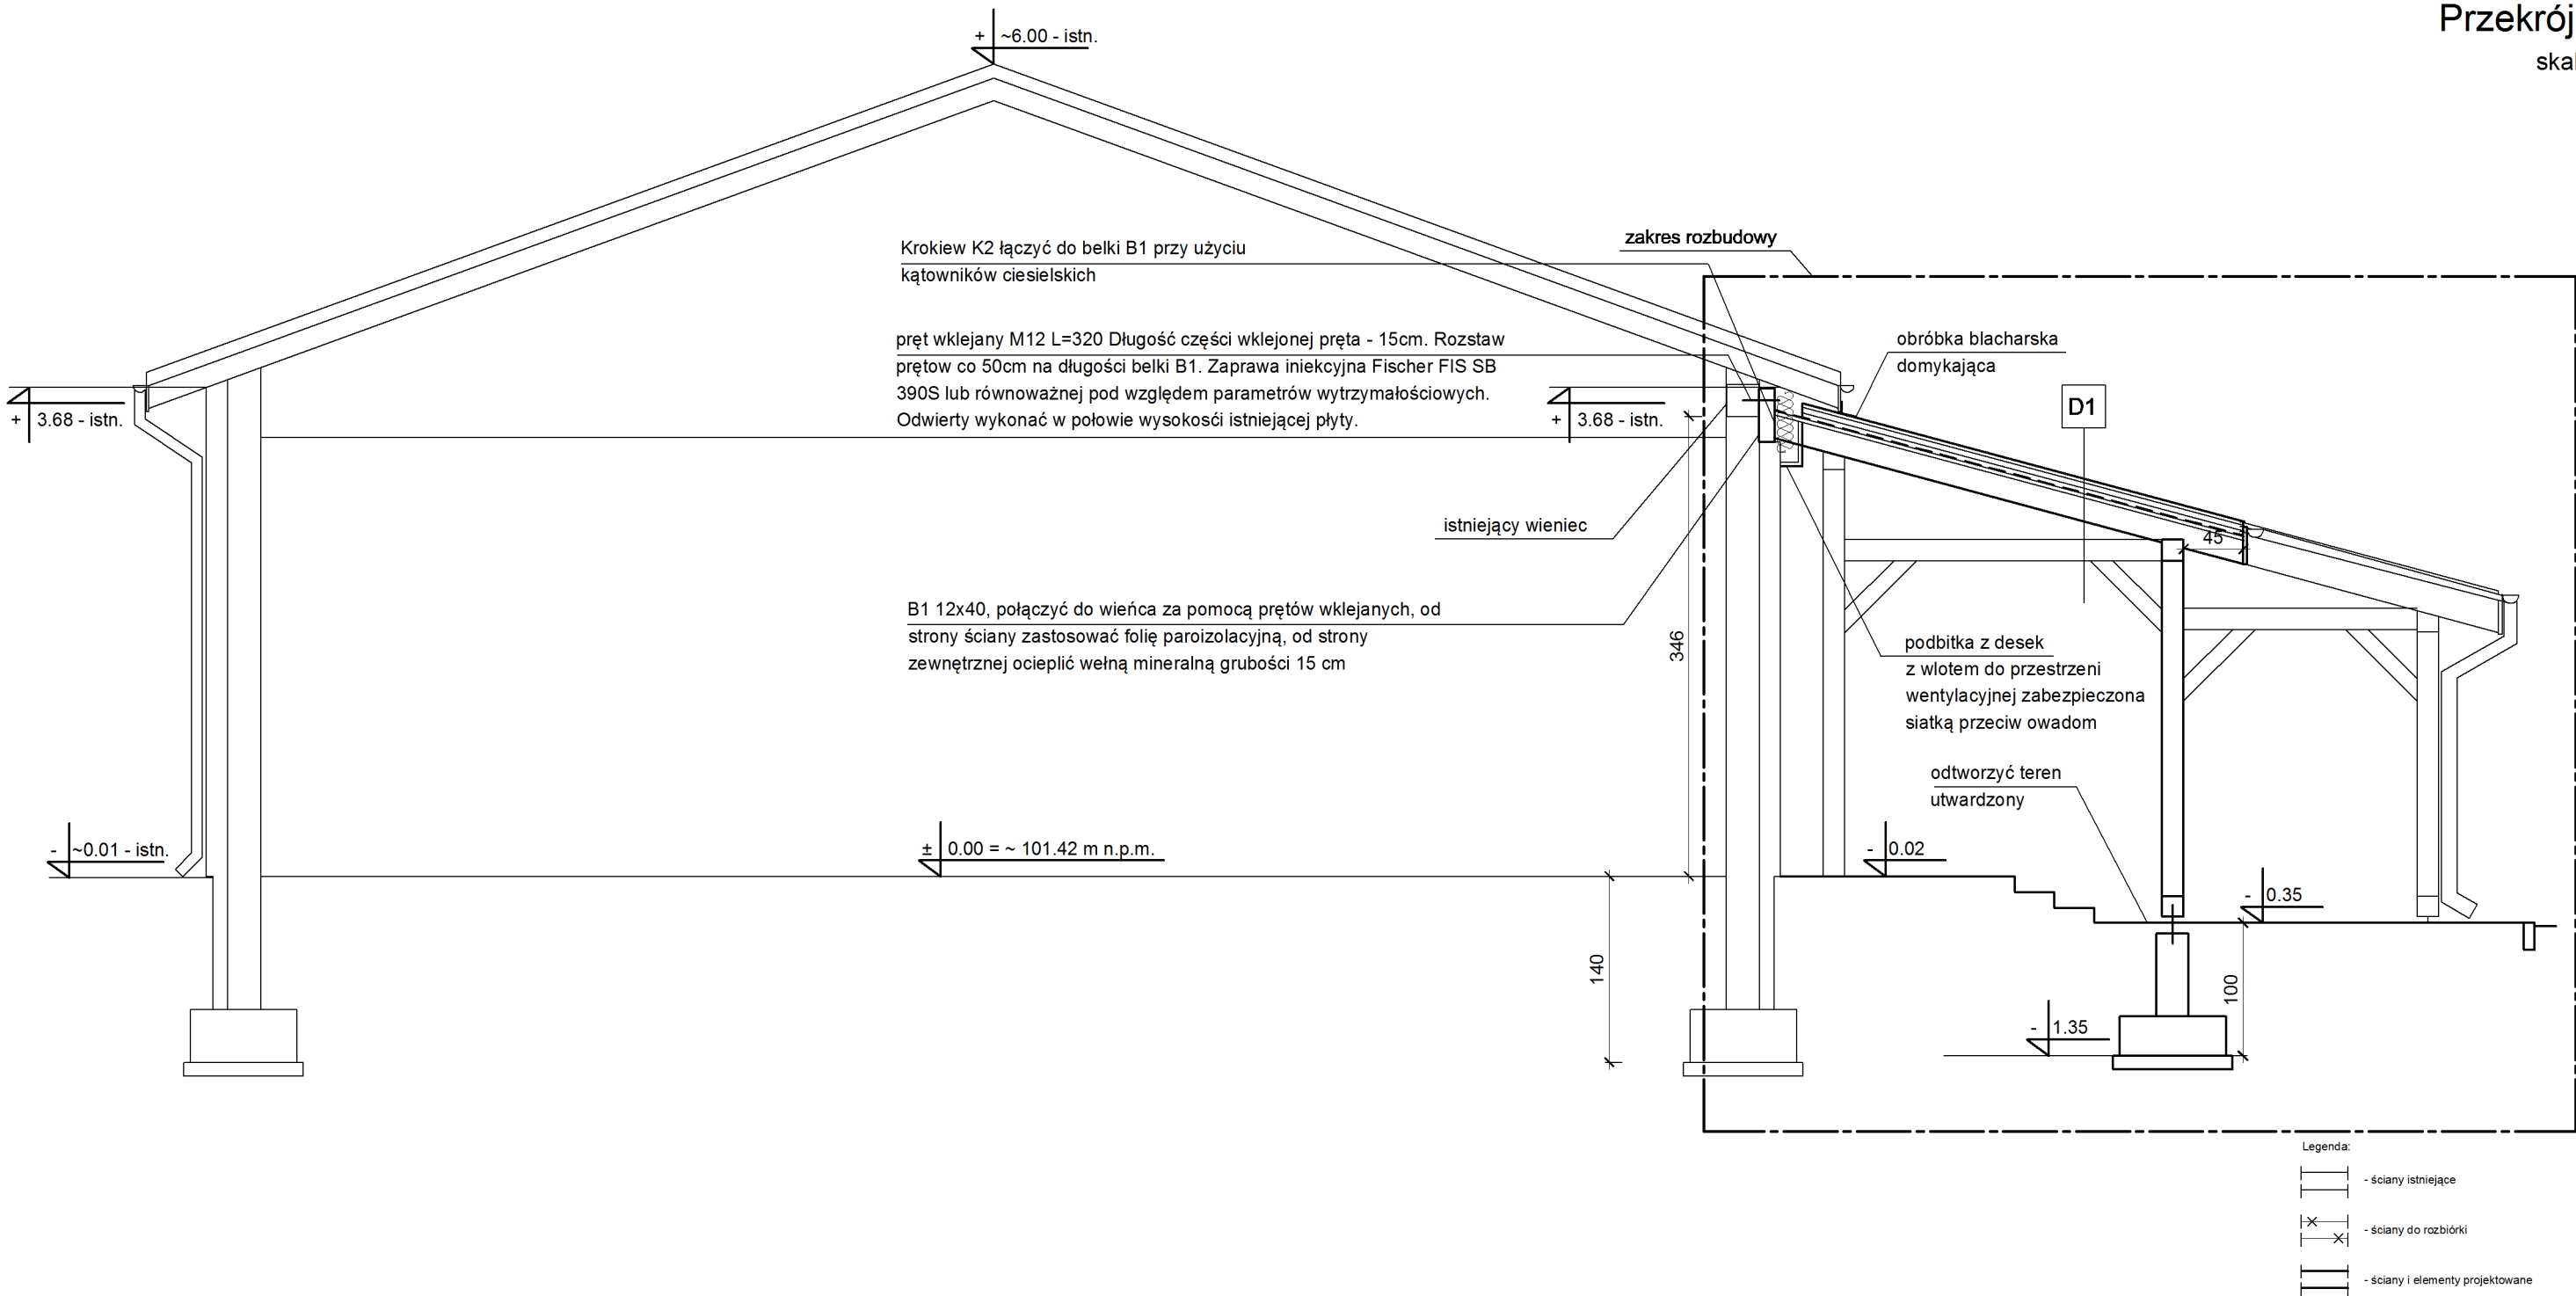 Przekrój
skal
+ ~6.00 - istn.
zakres rozbudowy
Krokiew K2 łączyć do belki B1 przy użyciu
kątowników ciesielskich
pręt wklejany M12 L=320 Długość części wklejonej pręta - 15cm. Rozstaw
prętow co 50cm na długości belki B1. Zaprawa iniekcyjna Fischer FIS SB
390S lub równoważnej pod względem parametrów wytrzymałościowych.
Odwierty wykonać w połowie wysokosći istniejącej płyty.
obróbka blacharska
domykająca
D1
+ 3.68 - istn.
+ 3.68 - istn.
istniejący wieniec
45
B1 12x40, połączyć do wieńca za pomocą prętów wklejanych, od
strony ściany zastosować folię paroizolacyjną, od strony
zewnętrznej ocieplić wełną mineralną grubości 15 cm
346
podbitka z desek
z wlotem do przestrzeni
wentylacyjnej zabezpieczona
siatką przeciw owadom
odtworzyć teren
utwardzony
- ~0.01 - istn.
± 0.00 = ~ 101.42 m n.p.m.
- 0.02
- 0.35
140
100
- 1.35
Legenda:
- ściany istniejące
- ściany do rozbiórki
- ściany i elementy projektowane